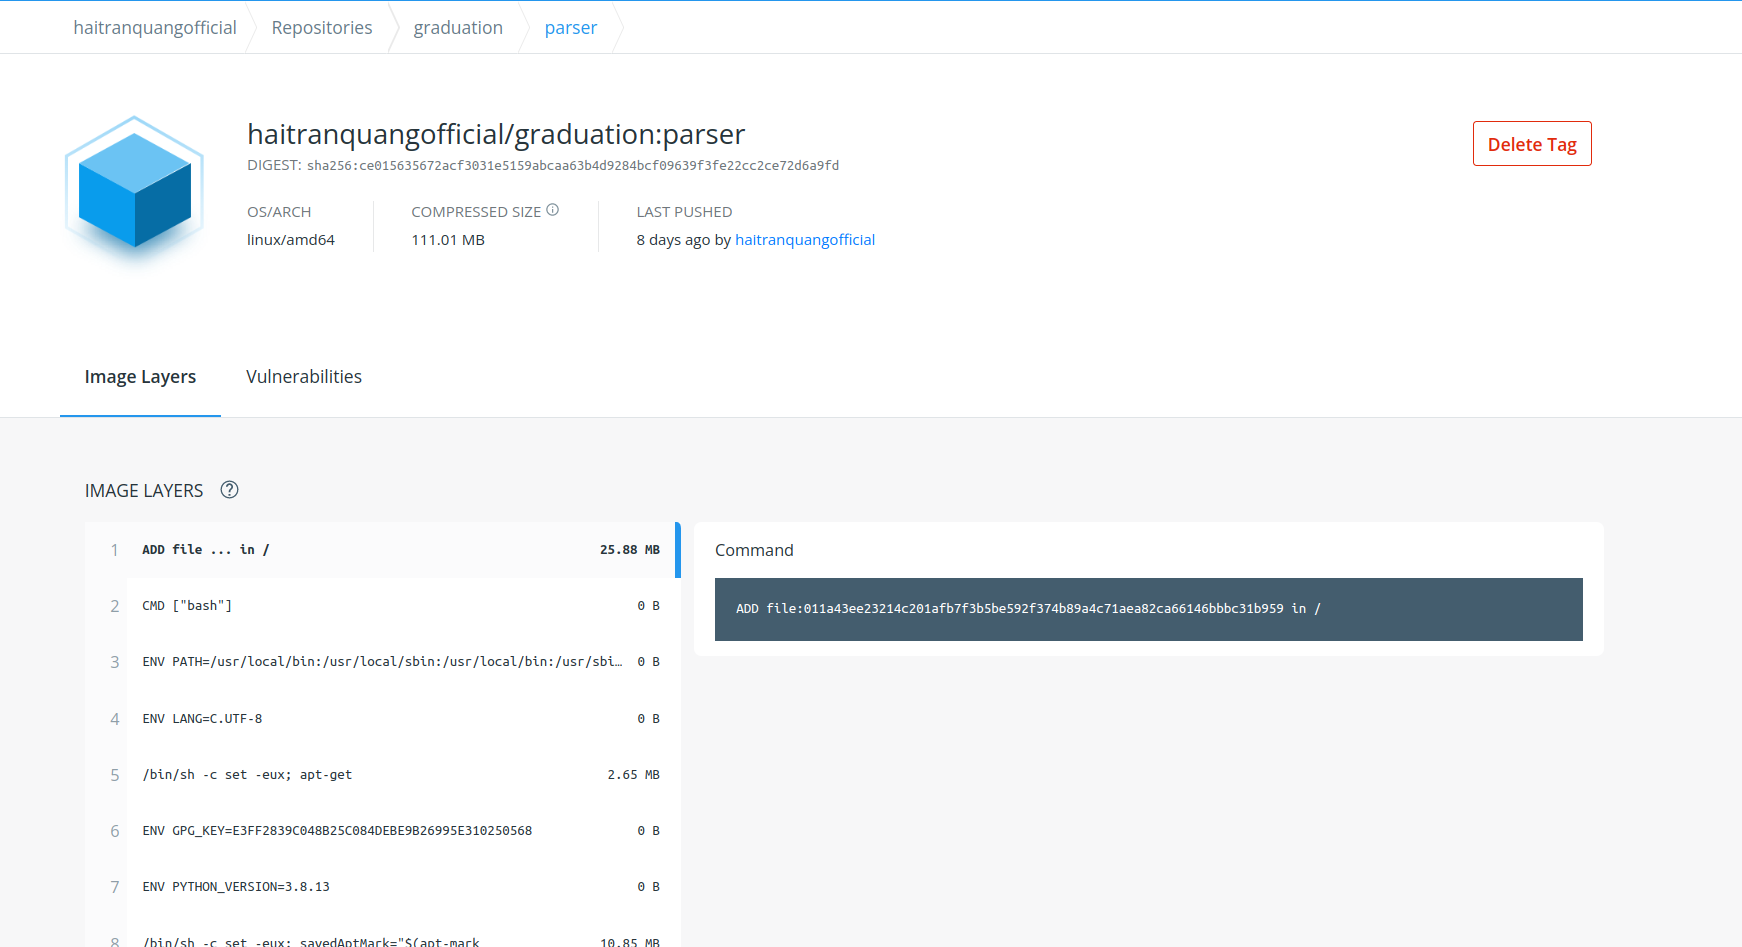 haitranquangofficial Repositories graduation parser
haitranquangofficial/graduation:parser
Delete Tag
DIGEST: sha256:ce015635672acf3031e5159abcaa63b4d9284bcf09639f3fe22cc2ce72d6a9fd
OS/ARCH COMPRESSED SIZE LAST PUSHED
linux/amd64 111.01 MB 8 days ago by haitranquangofficial
Image Layers Vulnerabilities
IMAGE LAYERS
1 ADD file ... in / 25.88 MB
2 CMD ["bash"] 0 B
3 ENV PATH=/usr/local/bin:/usr/local/sbin:/usr/local/bin:/usr/sbi… 0 B
4 ENV LANG=C.UTF-8 0 B
5 /bin/sh -c set -eux; apt-get 2.65 MB
6 ENV GPG_KEY=E3FF2839C048B25C084DEBE9B26995E310250568 0 B
7 ENV PYTHON_VERSION=3.8.13 0 B
8 /bin/sh -c set -eux; savedAptMark="$(apt-mark 10.85 MB
Command
ADD file:011a43ee23214c201afb7f3b5be592f374b89a4c71aea82ca66146bbbc31b959 in /